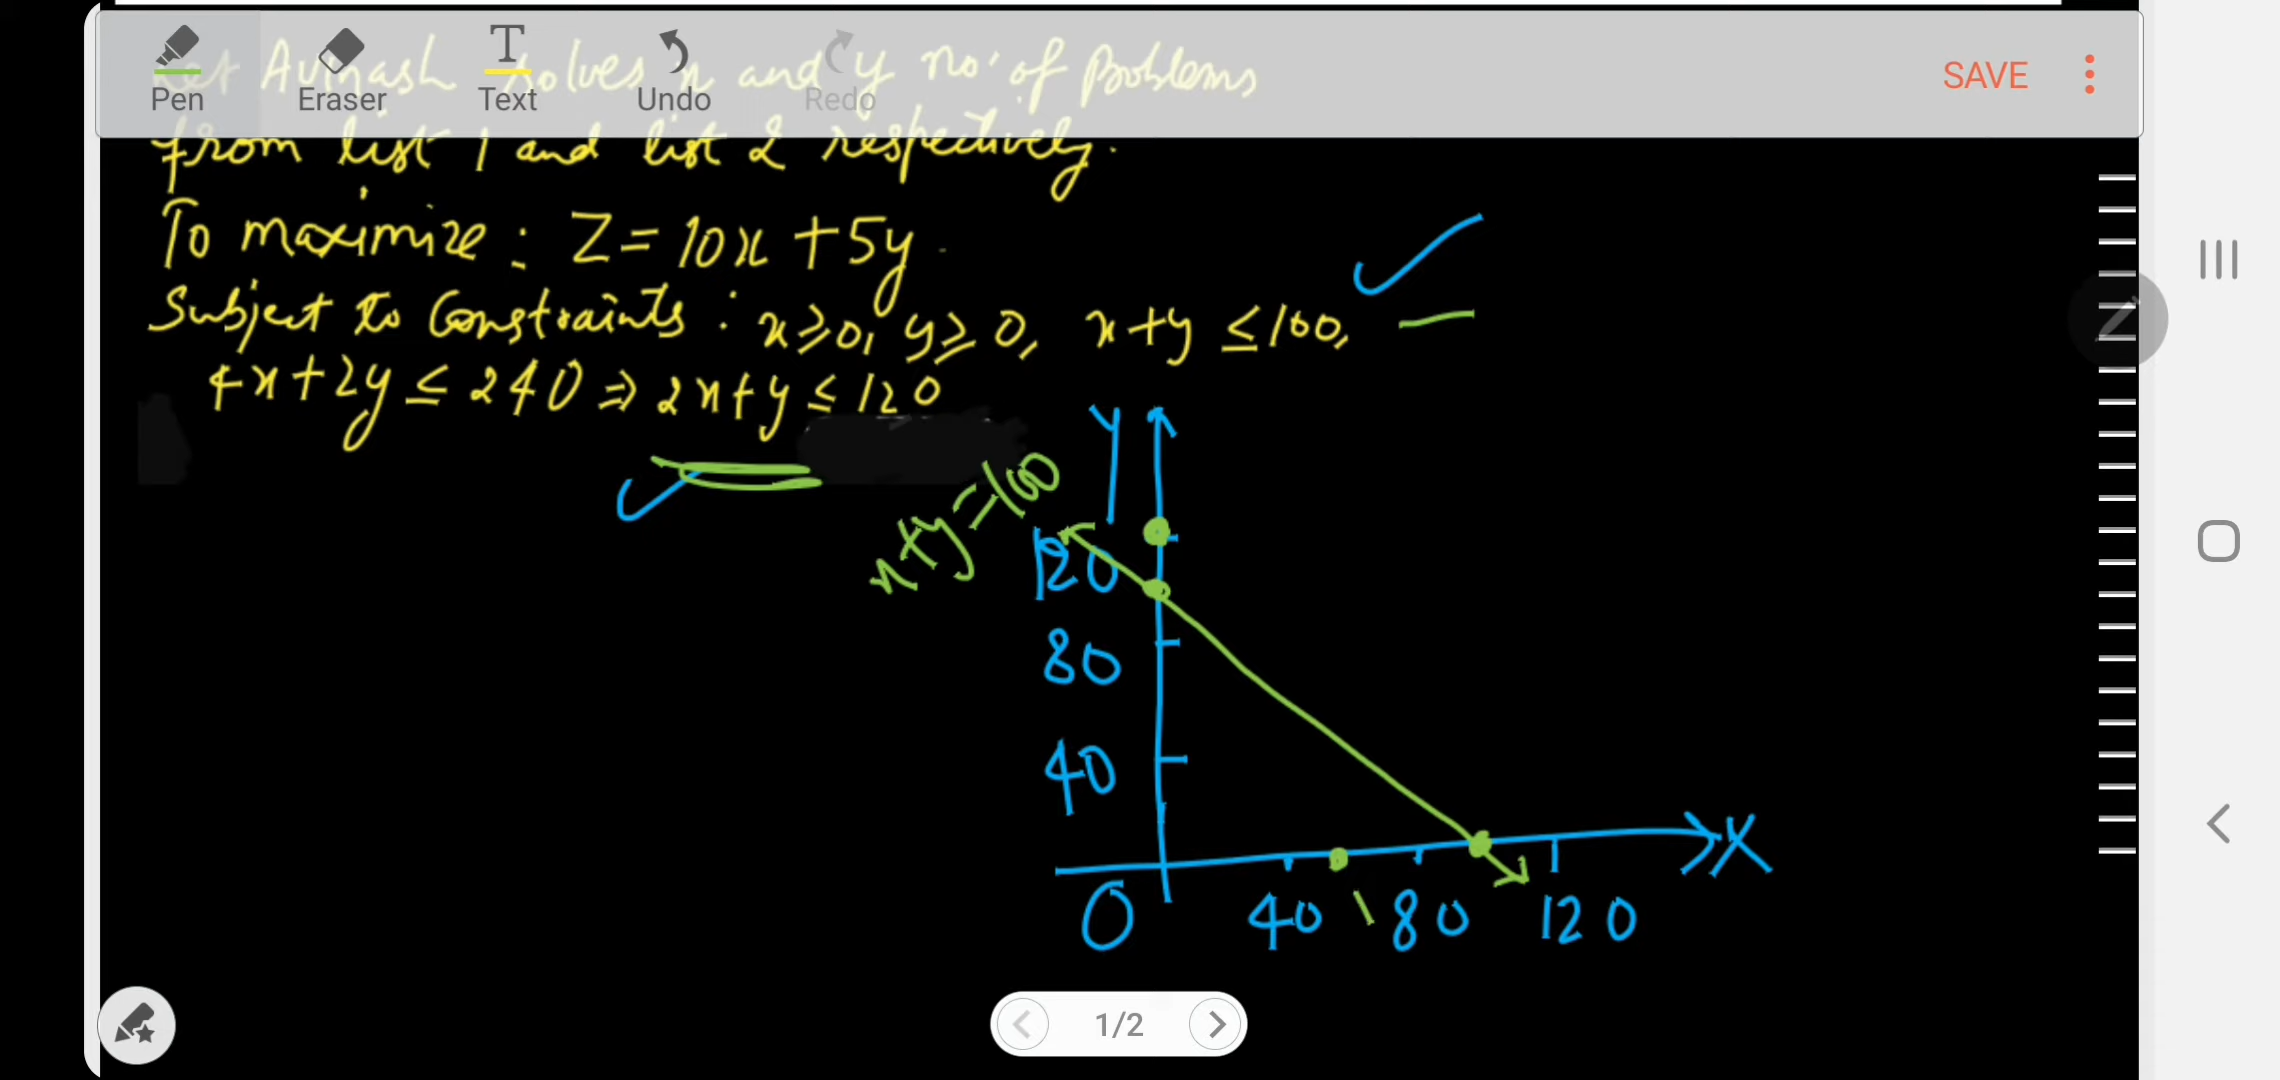 Pen
Eraser
Text
Undo
Redo
SAVE
Let Avinash solves x and y no. of Problems
from list 1 and list 2 respectively.
To maximize : Z = 10x + 5y
Subject to Constraints : x ≥ 0, y ≥ 0, x + y ≤ 100,
4x + 2y ≤ 240 ⇒ 2x + y ≤ 120
Y
x + y = 100
120
80
40
X
O 40 80 120
1/2